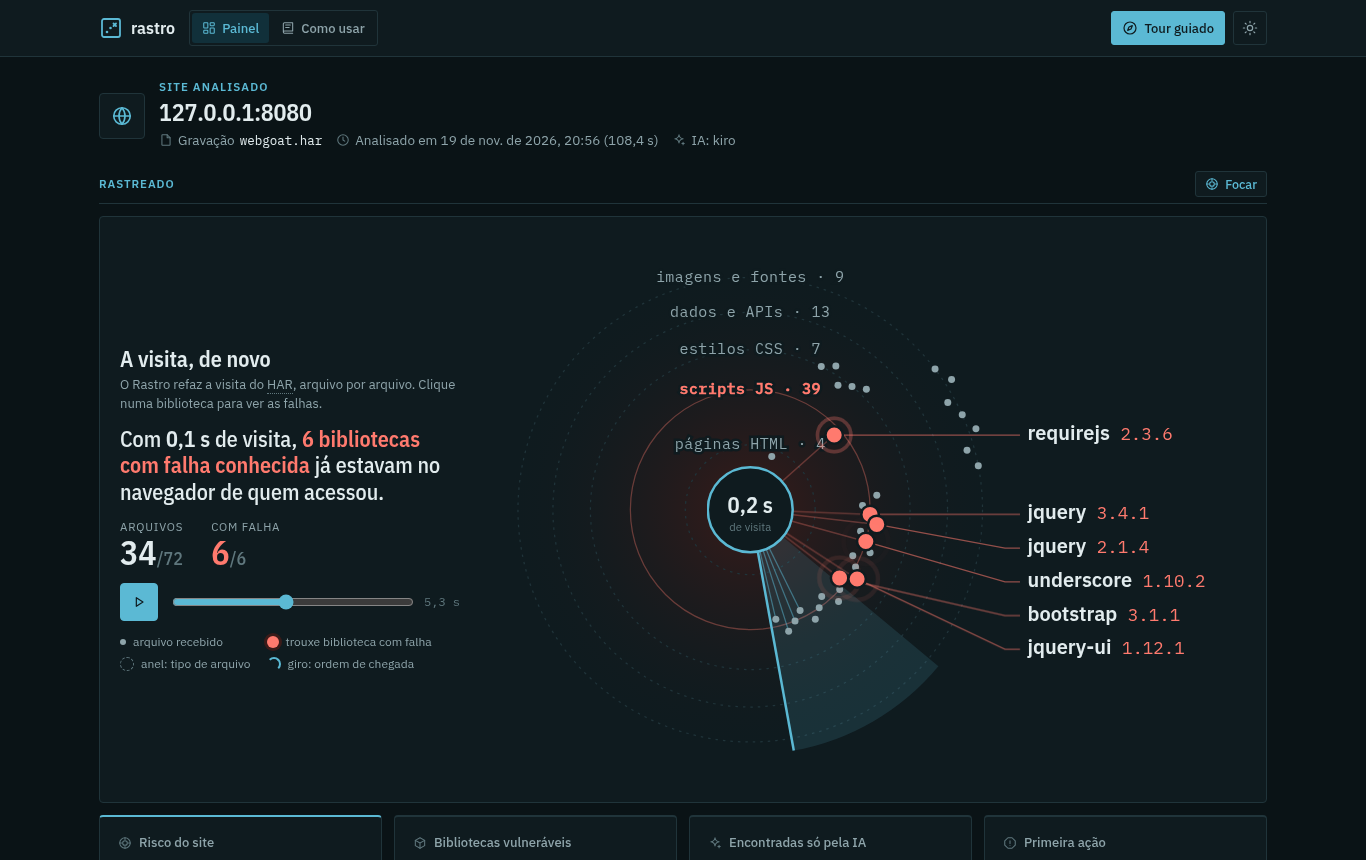 rastro
Painel
Como usar
Tour guiado
SITE ANALISADO
127.0.0.1:8080
Gravação webgoat.har
Analisado em 19 de nov. de 2026, 20:56 (108,4 s)
IA: kiro
RASTREADO
Focar
A visita, de novo
O Rastro refaz a visita do HAR, arquivo por arquivo. Clique
numa biblioteca para ver as falhas.
Com 0,1 s de visita, 6 bibliotecas
com falha conhecida já estavam no
navegador de quem acessou.
ARQUIVOS
COM FALHA
34/72
6/6
5,3 s
arquivo recebido
trouxe biblioteca com falha
anel: tipo de arquivo
giro: ordem de chegada
imagens e fontes · 9
dados e APIs · 13
estilos CSS · 7
scripts JS · 39
páginas HTML · 4
0,2 s
de visita
requirejs 2.3.6
jquery 3.4.1
jquery 2.1.4
underscore 1.10.2
bootstrap 3.1.1
jquery-ui 1.12.1
Risco do site
Bibliotecas vulneráveis
Encontradas só pela IA
Primeira ação